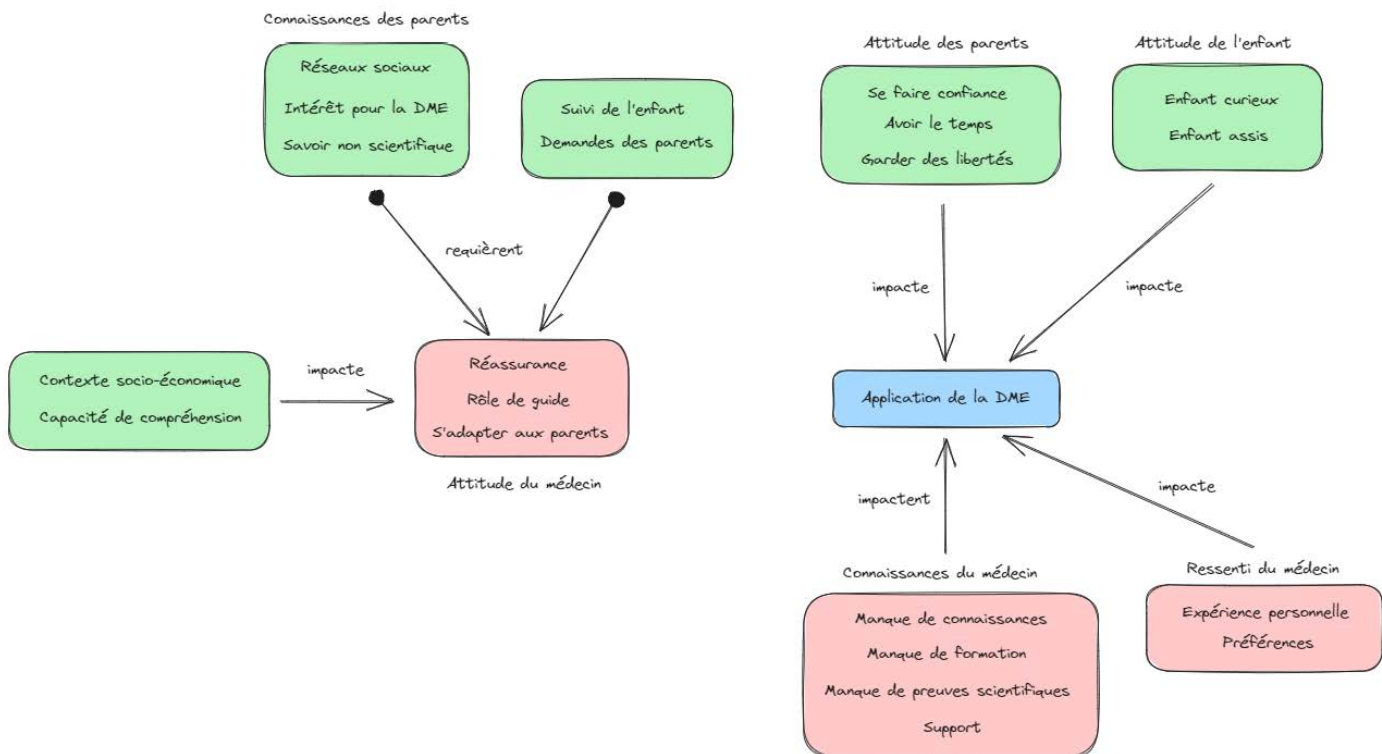 Connaissances des parents
Réseaux sociaux
Intérêt pour la DME
Savoir non scientifique
Suivi de l'enfant
Demandes des parents
requièrent
Contexte socio-économique
Capacité de compréhension
impacte
Réassurance
Rôle de guide
S'adapter aux parents
Attitude du médecin
Attitude des parents
Se faire confiance
Avoir le temps
Garder des libertés
Attitude de l'enfant
Enfant curieux
Enfant assis
impacte
impacte
Application de la DME
impactent
impacte
Connaissances du médecin
Manque de connaissances
Manque de formation
Manque de preuves scientifiques
Support
Ressenti du médecin
Expérience personnelle
Préférences